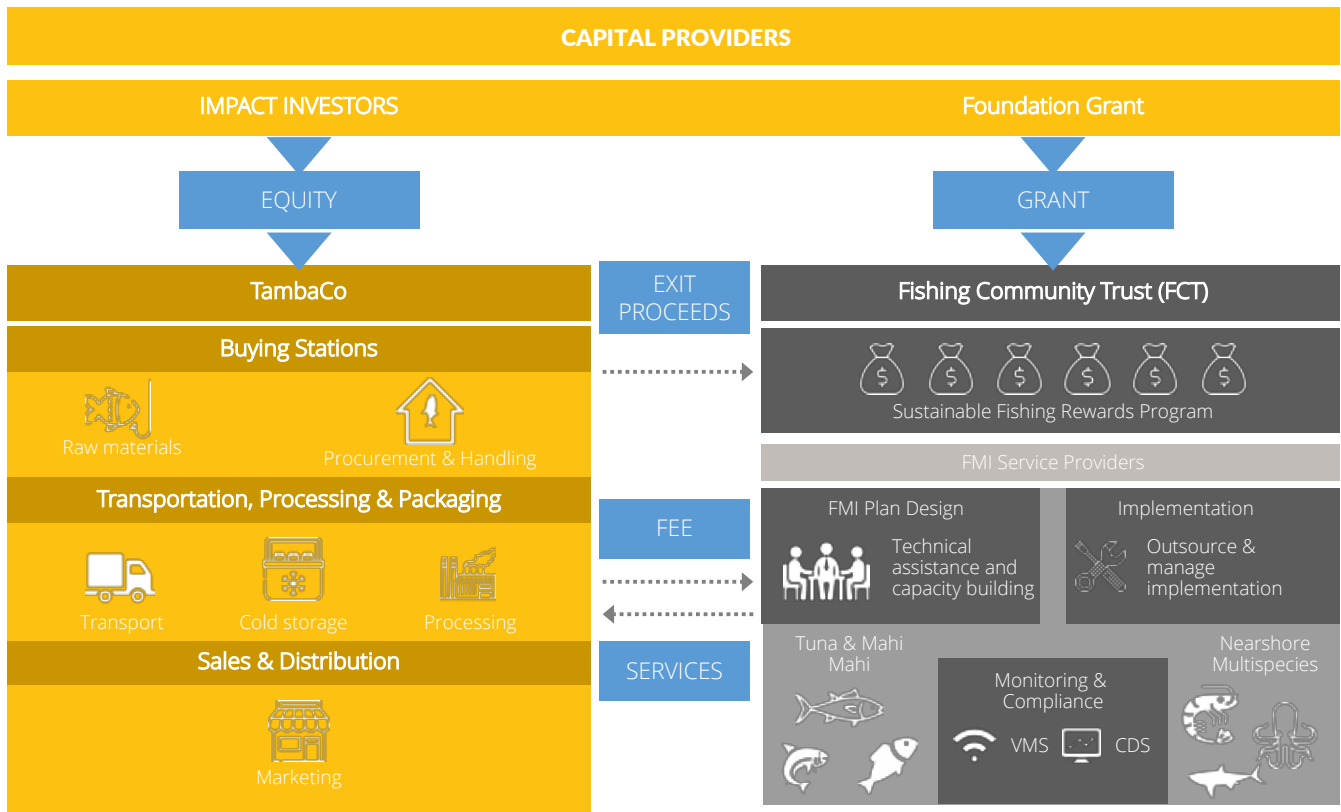 CAPITAL PROVIDERS
IMPACT INVESTORS
Foundation Grant
EQUITY
GRANT
TambaCo
EXIT
PROCEEDS
Fishing Community Trust (FCT)
Buying Stations
Raw materials
Procurement & Handling
$ $ $ $ $ $
Sustainable Fishing Rewards Program
FMI Service Providers
Transportation, Processing & Packaging
Transport
Cold storage
Processing
FEE
FMI Plan Design
Technical
assistance and
capacity building
Implementation
Outsource &
manage
implementation
Sales & Distribution
Marketing
SERVICES
Tuna & Mahi
Mahi
Monitoring &
Compliance
VMS
CDS
Nearshore
Multispecies